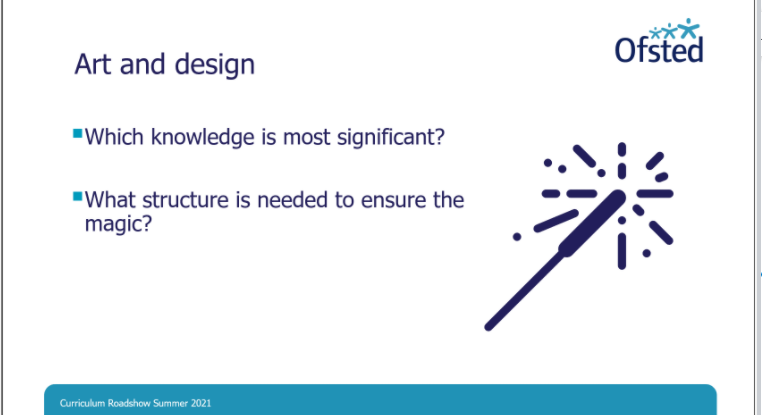 Ofsted
Art and design
Which knowledge is most significant?
What structure is needed to ensure the
magic?
Curriculum Roadshow Summer 2021